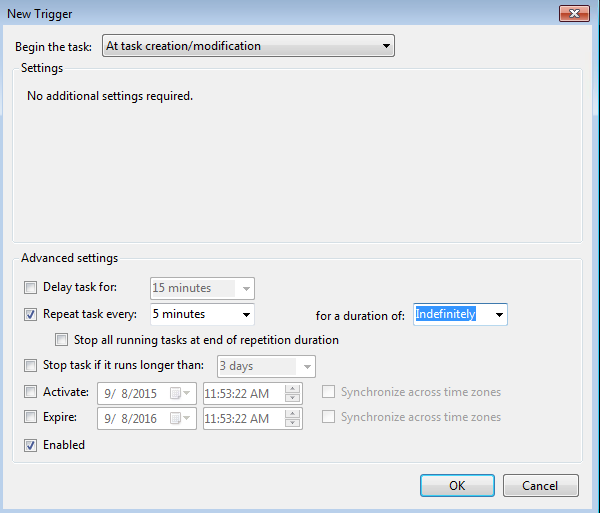 New Trigger
Begin the task: At task creation/modification
Settings
No additional settings required.
Advanced settings
Delay task for: 15 minutes
Repeat task every: 5 minutes for a duration of: Indefinitely
Stop all running tasks at end of repetition duration
Stop task if it runs longer than: 3 days
Activate: 9/ 8/2015 11:53:22 AM Synchronize across time zones
Expire: 9/ 8/2016 11:53:22 AM Synchronize across time zones
Enabled
OK Cancel